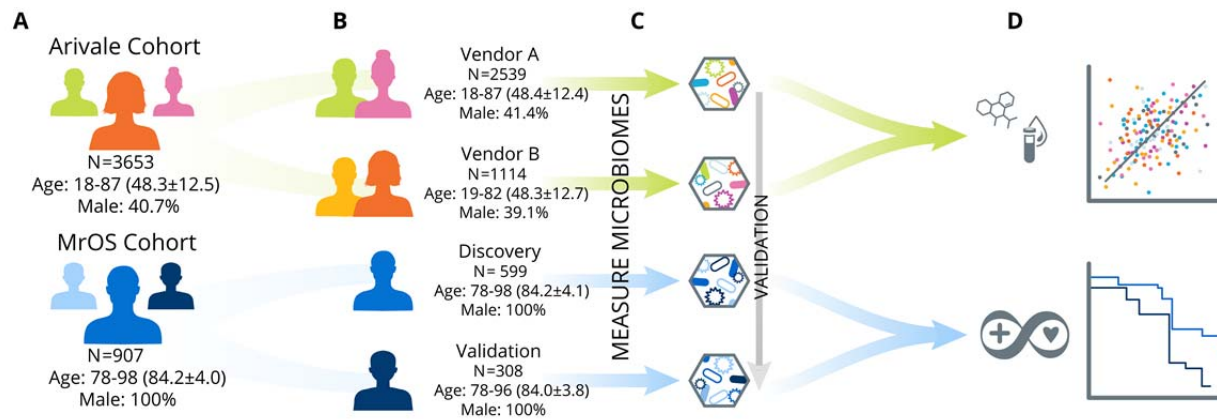 A
B
C
D
Arivale Cohort
N=3653
Age: 18-87 (48.3±12.5)
Male: 40.7%
MrOS Cohort
N=907
Age: 78-98 (84.2±4.0)
Male: 100%
Vendor A
N=2539
Age: 18-87 (48.4±12.4)
Male: 41.4%
Vendor B
N=1114
Age: 19-82 (48.3±12.7)
Male: 39.1%
Discovery
N= 599
Age: 78-98 (84.2±4.1)
Male: 100%
Validation
N=308
Age: 78-96 (84.0±3.8)
Male: 100%
MEASURE MICROBIOMES
VALIDATION